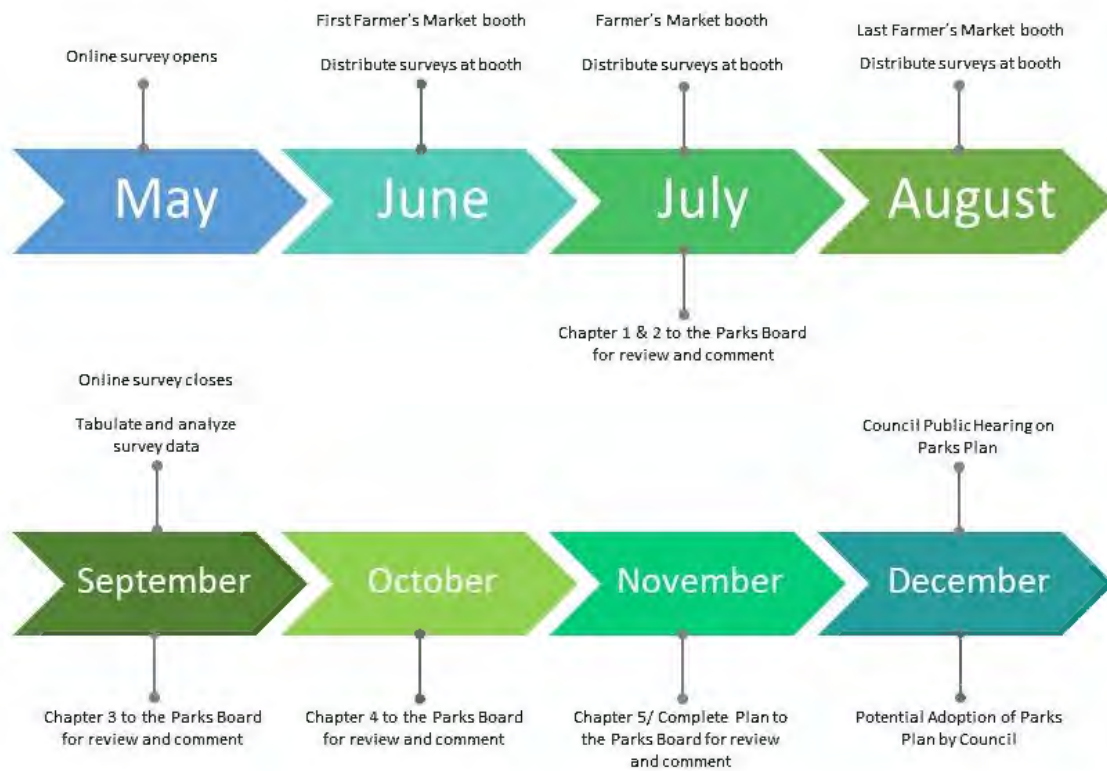 Online survey opens
First Farmer's Market booth
Distribute surveys at booth
Farmer's Market booth
Distribute surveys at booth
Last Farmer's Market booth
Distribute surveys at booth
May
June
July
August
Chapter 1 & 2 to the Parks Board
for review and comment
Online survey closes
Tabulate and analyze
survey data
Council Public Hearing on
Parks Plan
September
October
November
December
Chapter 3 to the Parks Board
for review and comment
Chapter 4 to the Parks Board
for review and comment
Chapter 5/ Complete Plan to
the Parks Board for review
and comment
Potential Adoption of Parks
Plan by Council